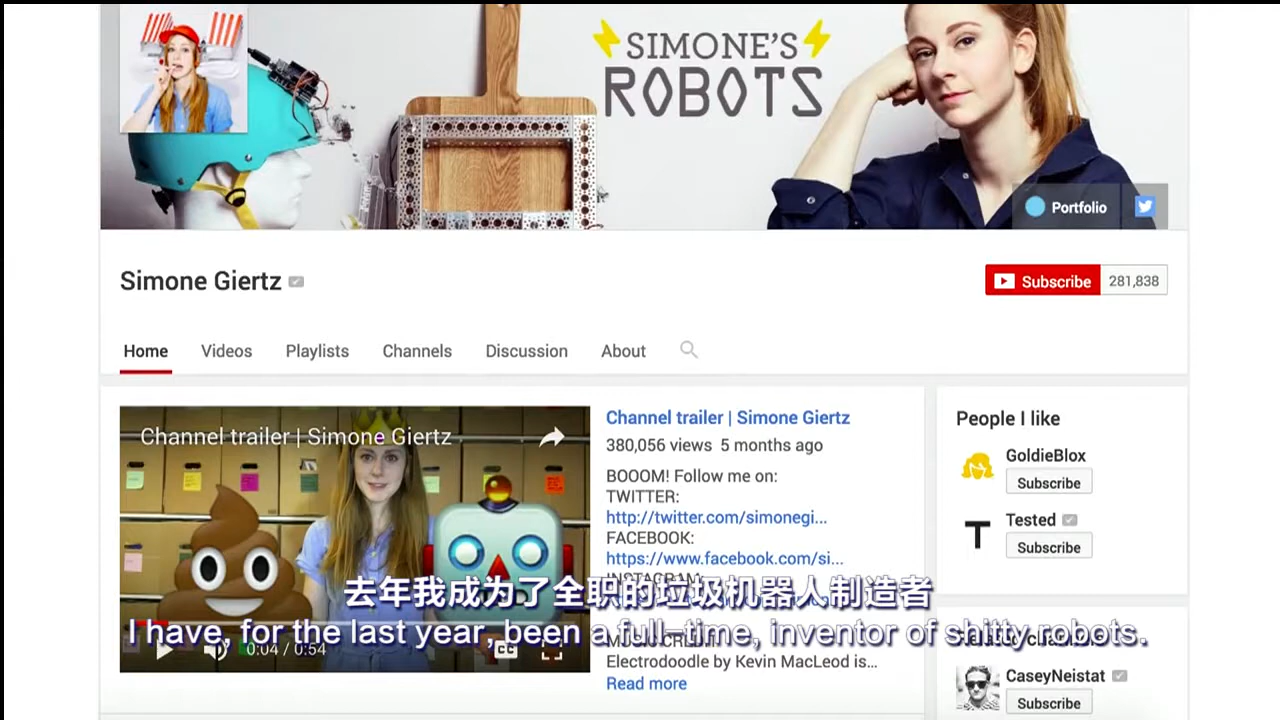 SIMONE'S
ROBOTS
Portfolio
Simone Giertz
Subscribe 281,838
Home Videos Playlists Channels Discussion About
Channel trailer | Simone Giertz
0:04 / 0:54
CC
Channel trailer | Simone Giertz
380,056 views 5 months ago
BOOOM! Follow me on:
TWITTER:
http://twitter.com/simonegi...
FACEBOOK:
https://www.facebook.com/si...
INSTAGRAM:
MUSIC CREDIT:
Electrodoodle by Kevin MacLeod is...
Read more
People I like
GoldieBlox
Subscribe
T
Tested
Subscribe
CaseyNeistat
Subscribe
去年我成为了全职的垃圾机器人制造者
I have, for the last year, been a full-time, inventor of shitty robots.